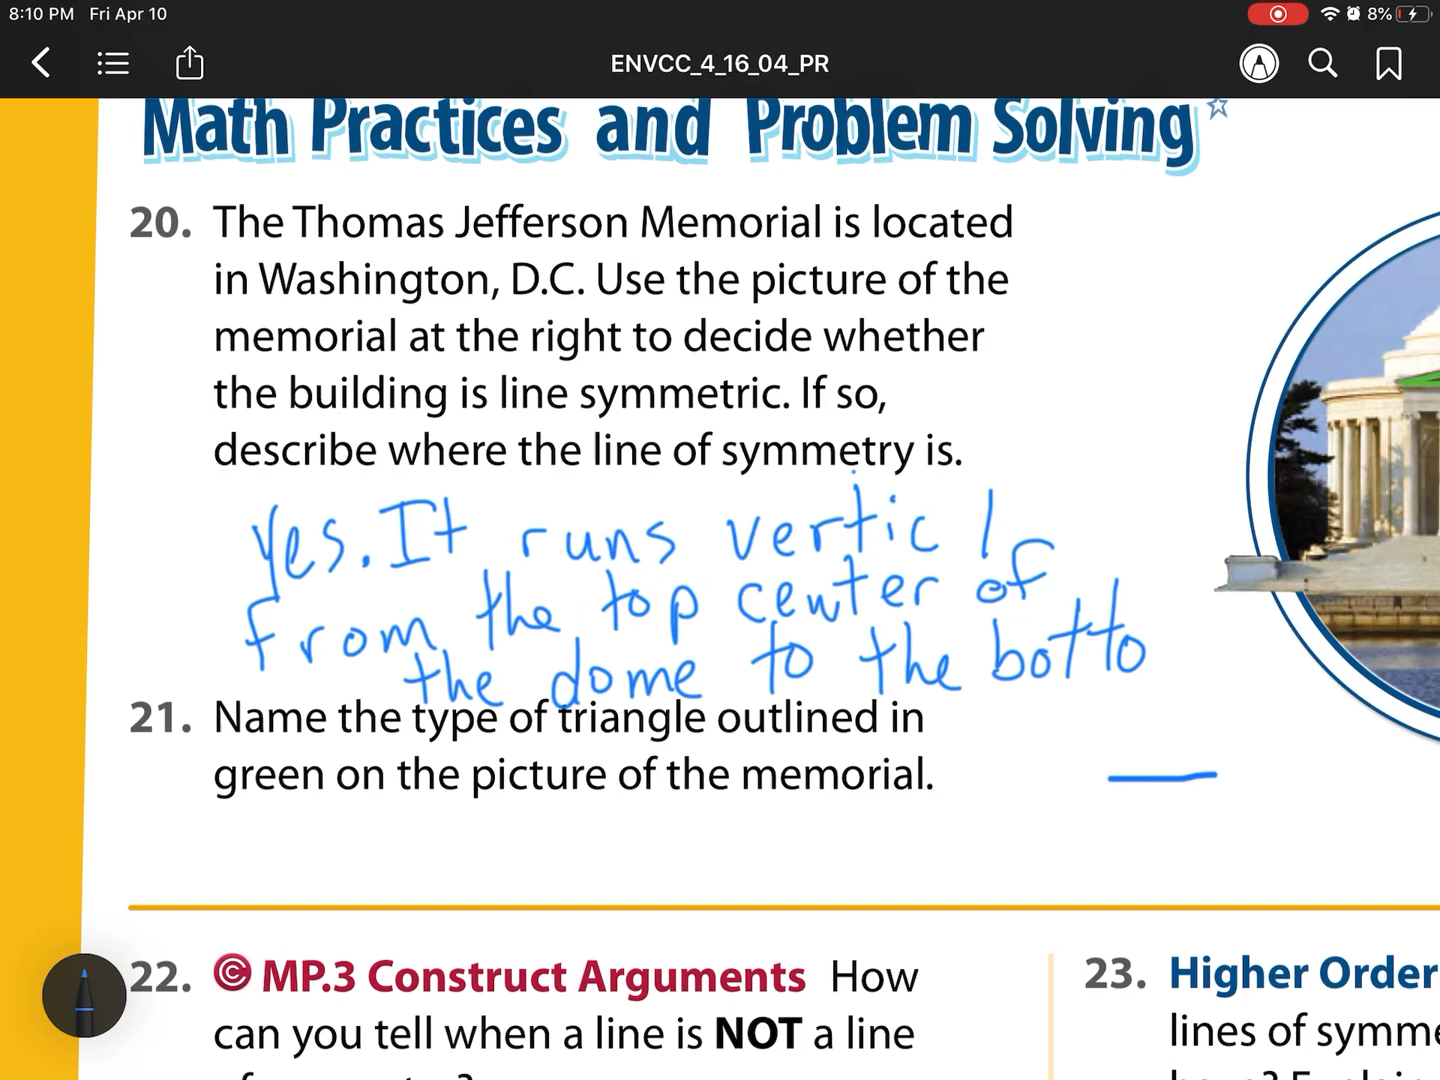 8:10 PM Fri Apr 10
8%
ENVCC_4_16_04_PR
Math Practices and Problem Solving
20. The Thomas Jefferson Memorial is located
in Washington, D.C. Use the picture of the
memorial at the right to decide whether
the building is line symmetric. If so,
describe where the line of symmetry is.
Yes. It runs vertic l
from the top center of
the dome to the botto
21. Name the type of triangle outlined in
green on the picture of the memorial.
22. MP.3 Construct Arguments How
can you tell when a line is NOT a line
23. Higher Order
lines of symme